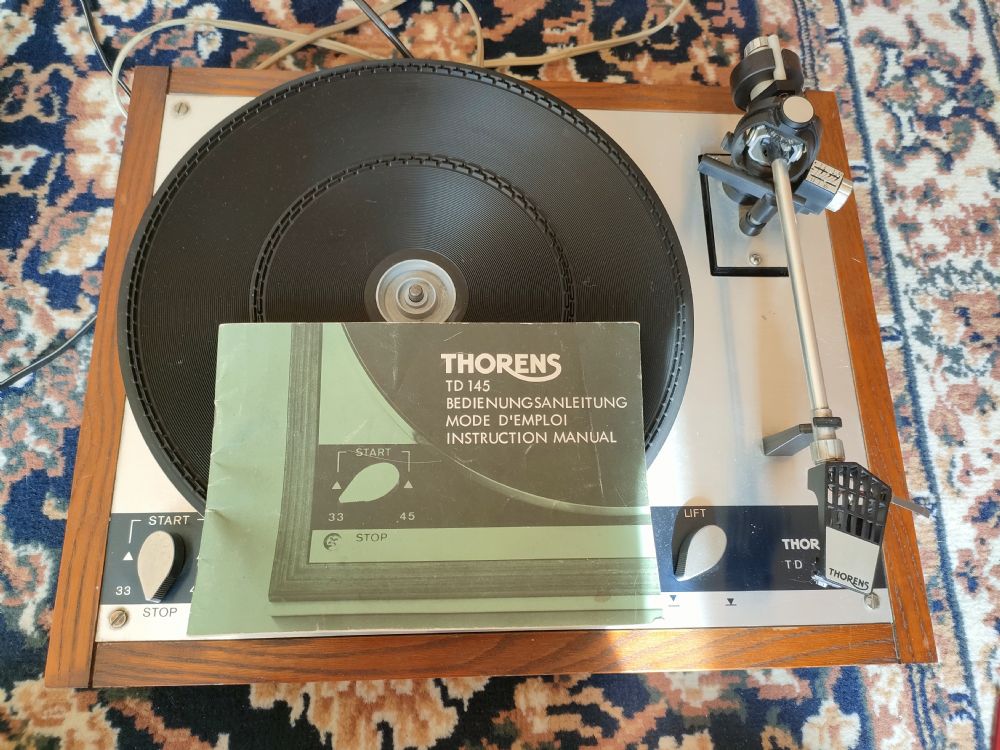 THORENS
TD 145
BEDIENUNGSANLEITUNG
MODE D'EMPLOI
INSTRUCTION MANUAL
START
33 45
STOP
START
33
STOP
LIFT
THOR
TD
THORENS